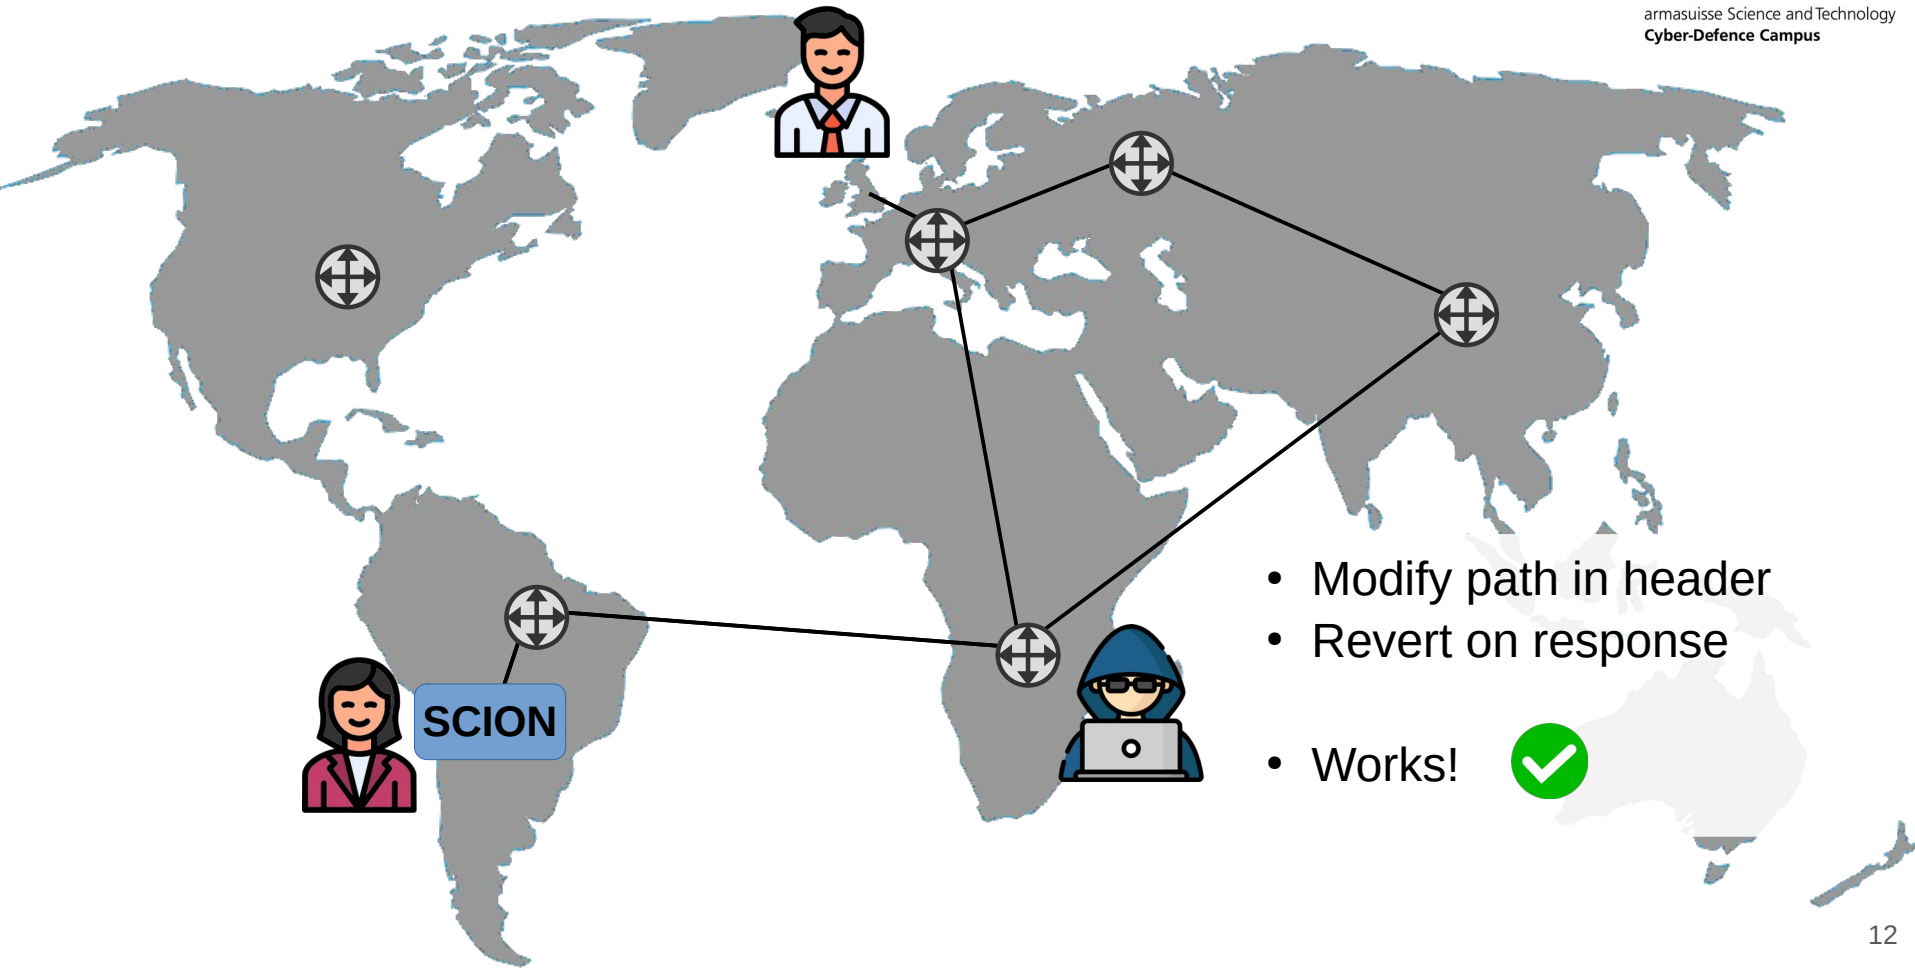 armasuisse Science and Technology
Cyber-Defence Campus
• Modify path in header
• Revert on response
SCION
• Works!
12